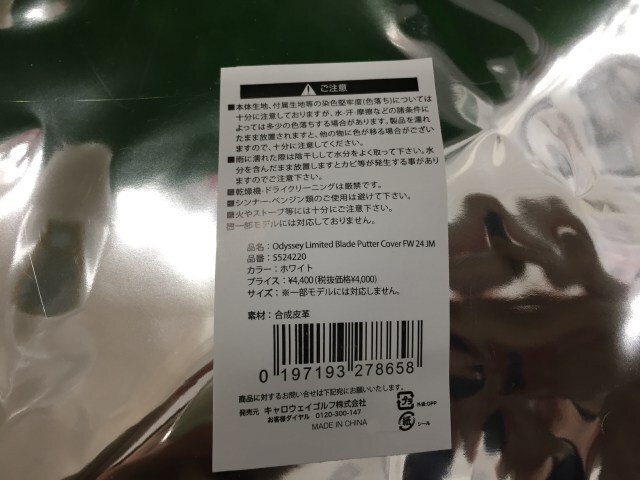 ご注意
■本体生地、付属生地等の染色堅牢度(色落ち)については
十分に注意しておりますが、水・汗・摩擦などの諸条件に
よっては多少の色落ちする場合があります。製品を濡れ
たまま放置されますと、他の物に色が移る場合がござい
ますので、十分に注意してください。
■雨に濡れた際は陰干しして水分をよく取って下さい。水
分を含んだまま放置しますとカビ等が発生する事があり
ますのでご注意下さい。
■乾燥機・ドライクリーニングは厳禁です。
■シンナー・ベンジン類のご使用は避けて下さい。
■火やストーブ等には十分にご注意下さい。
■一部モデルには対応しておりません。
品名：Odyssey Limited Blade Putter Cover FW 24 JM
品番：5524220
カラー：ホワイト
プライス：¥4,400(税抜価格¥4,000)
サイズ：※一部モデルには対応しません。
素材：合成皮革
0 197193 278658
商品に対するお問い合せは下記宛にお願いいたします。
発売元 キャロウェイゴルフ株式会社
お客様ダイヤル 0120-300-147
MADE IN CHINA
プラ
外装:OPP
紙
シール